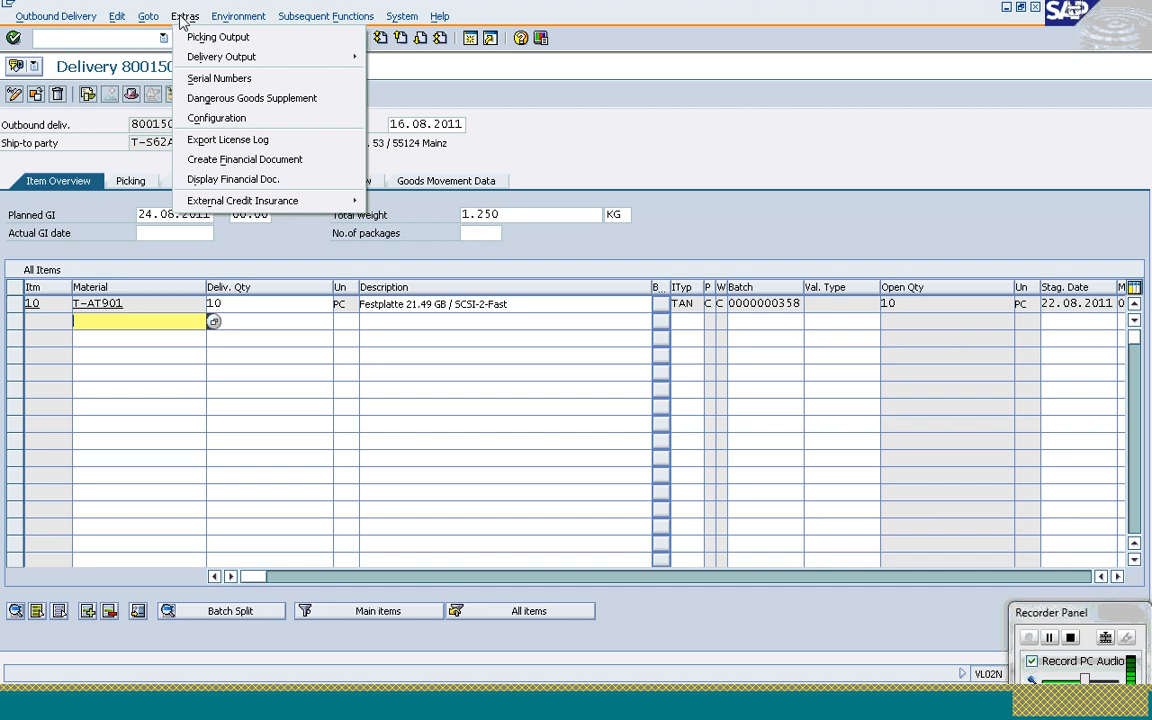 Outbound Delivery Edit Goto Extras Environment Subsequent Functions System Help
SAP
Picking Output
Delivery Output
Serial Numbers
Dangerous Goods Supplement
Configuration
Export License Log
Create Financial Document
Display Financial Doc.
External Credit Insurance
Delivery 800150
Outbound deliv. 800150 16.08.2011
Ship-to party T-S62A 53 / 55124 Mainz
Item Overview Picking Goods Movement Data
Planned GI 24.08.2011 00:00 Total Weight 1.250 KG
Actual GI date No.of packages
All Items
Itm Material Deliv. Qty Un Description B... ITyp P W Batch Val. Type Open Qty Un Stag. Date M
10 T-AT901 10 PC Festplatte 21.49 GB / SCSI-2-Fast TAN C C 0000000358 10 PC 22.08.2011 0
Batch Split Main items All items
Recorder Panel
Record PC Audio
VL02N